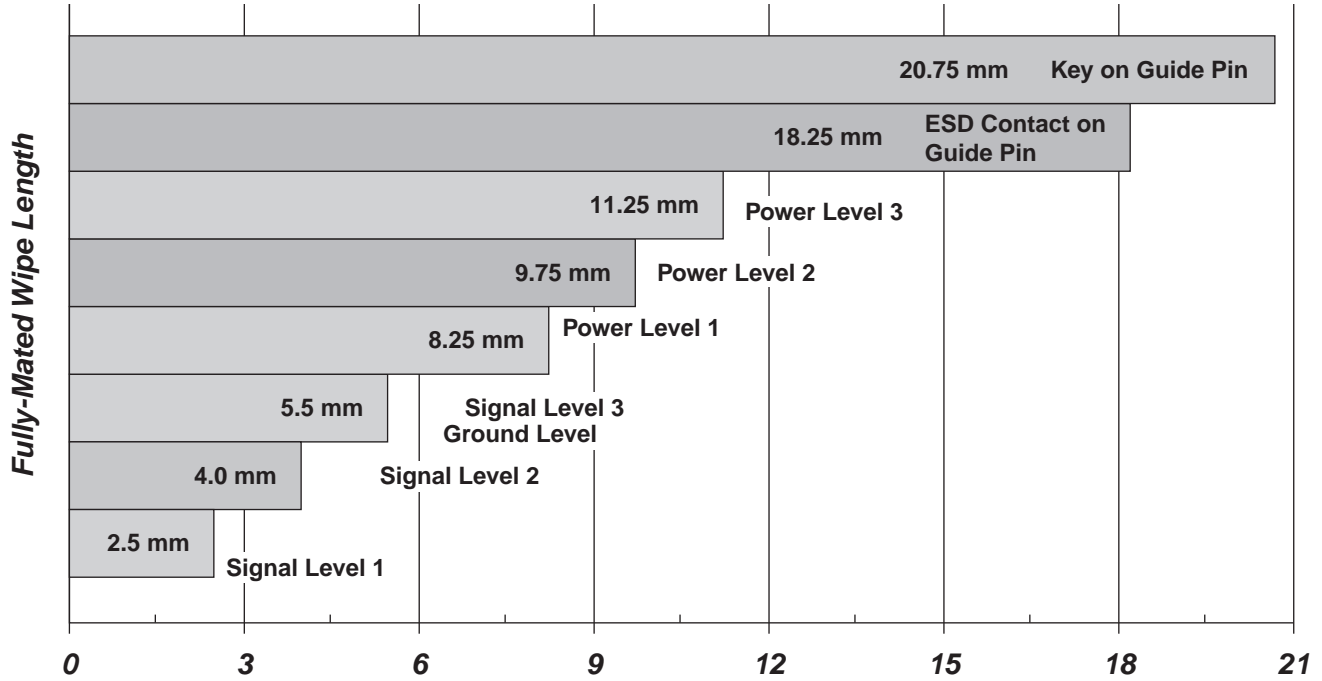 Fully-Mated Wipe Length
20.75 mm Key on Guide Pin
18.25 mm ESD Contact on
Guide Pin
11.25 mm Power Level 3
9.75 mm Power Level 2
8.25 mm Power Level 1
5.5 mm Signal Level 3
Ground Level
4.0 mm Signal Level 2
2.5 mm Signal Level 1
0 3 6 9 12 15 18 21